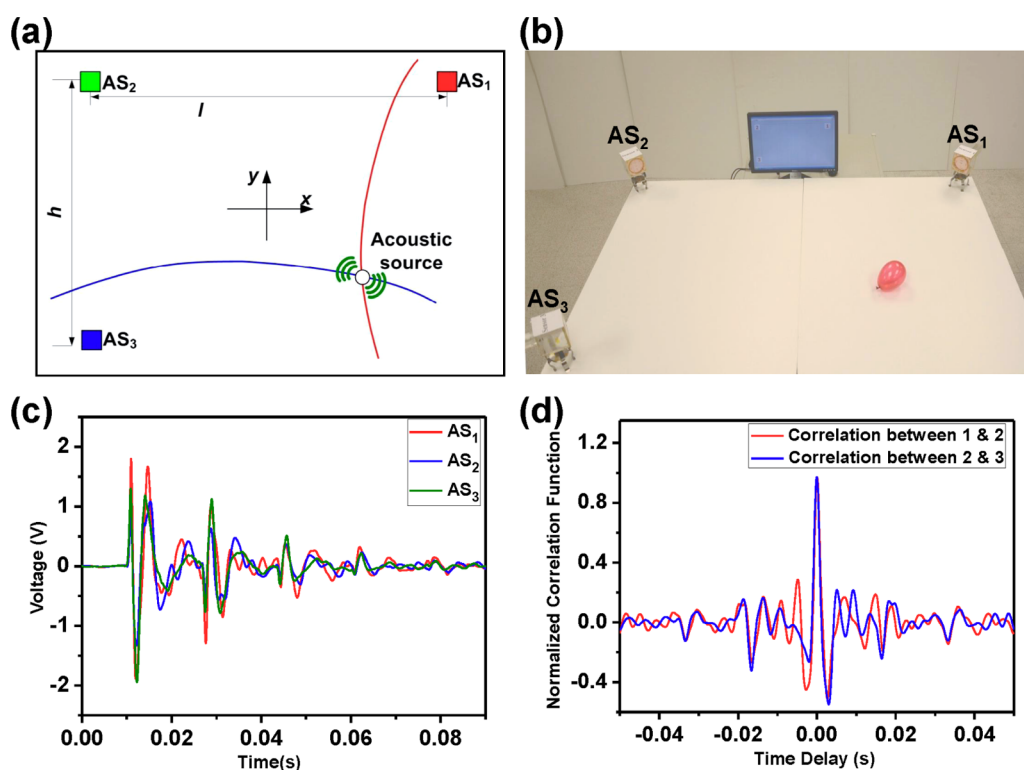 (a)
AS2
AS1
l
h
y
x
Acoustic
source
AS3
(b)
AS2
AS1
AS3
(c)
2
1
0
-1
-2
Voltage (V)
AS1
AS2
AS3
0.00 0.02 0.04 0.06 0.08
Time(s)
(d)
1.2
0.8
0.4
0.0
-0.4
Normalized Correlation Function
Correlation between 1 & 2
Correlation between 2 & 3
-0.04 -0.02 0.00 0.02 0.04
Time Delay (s)